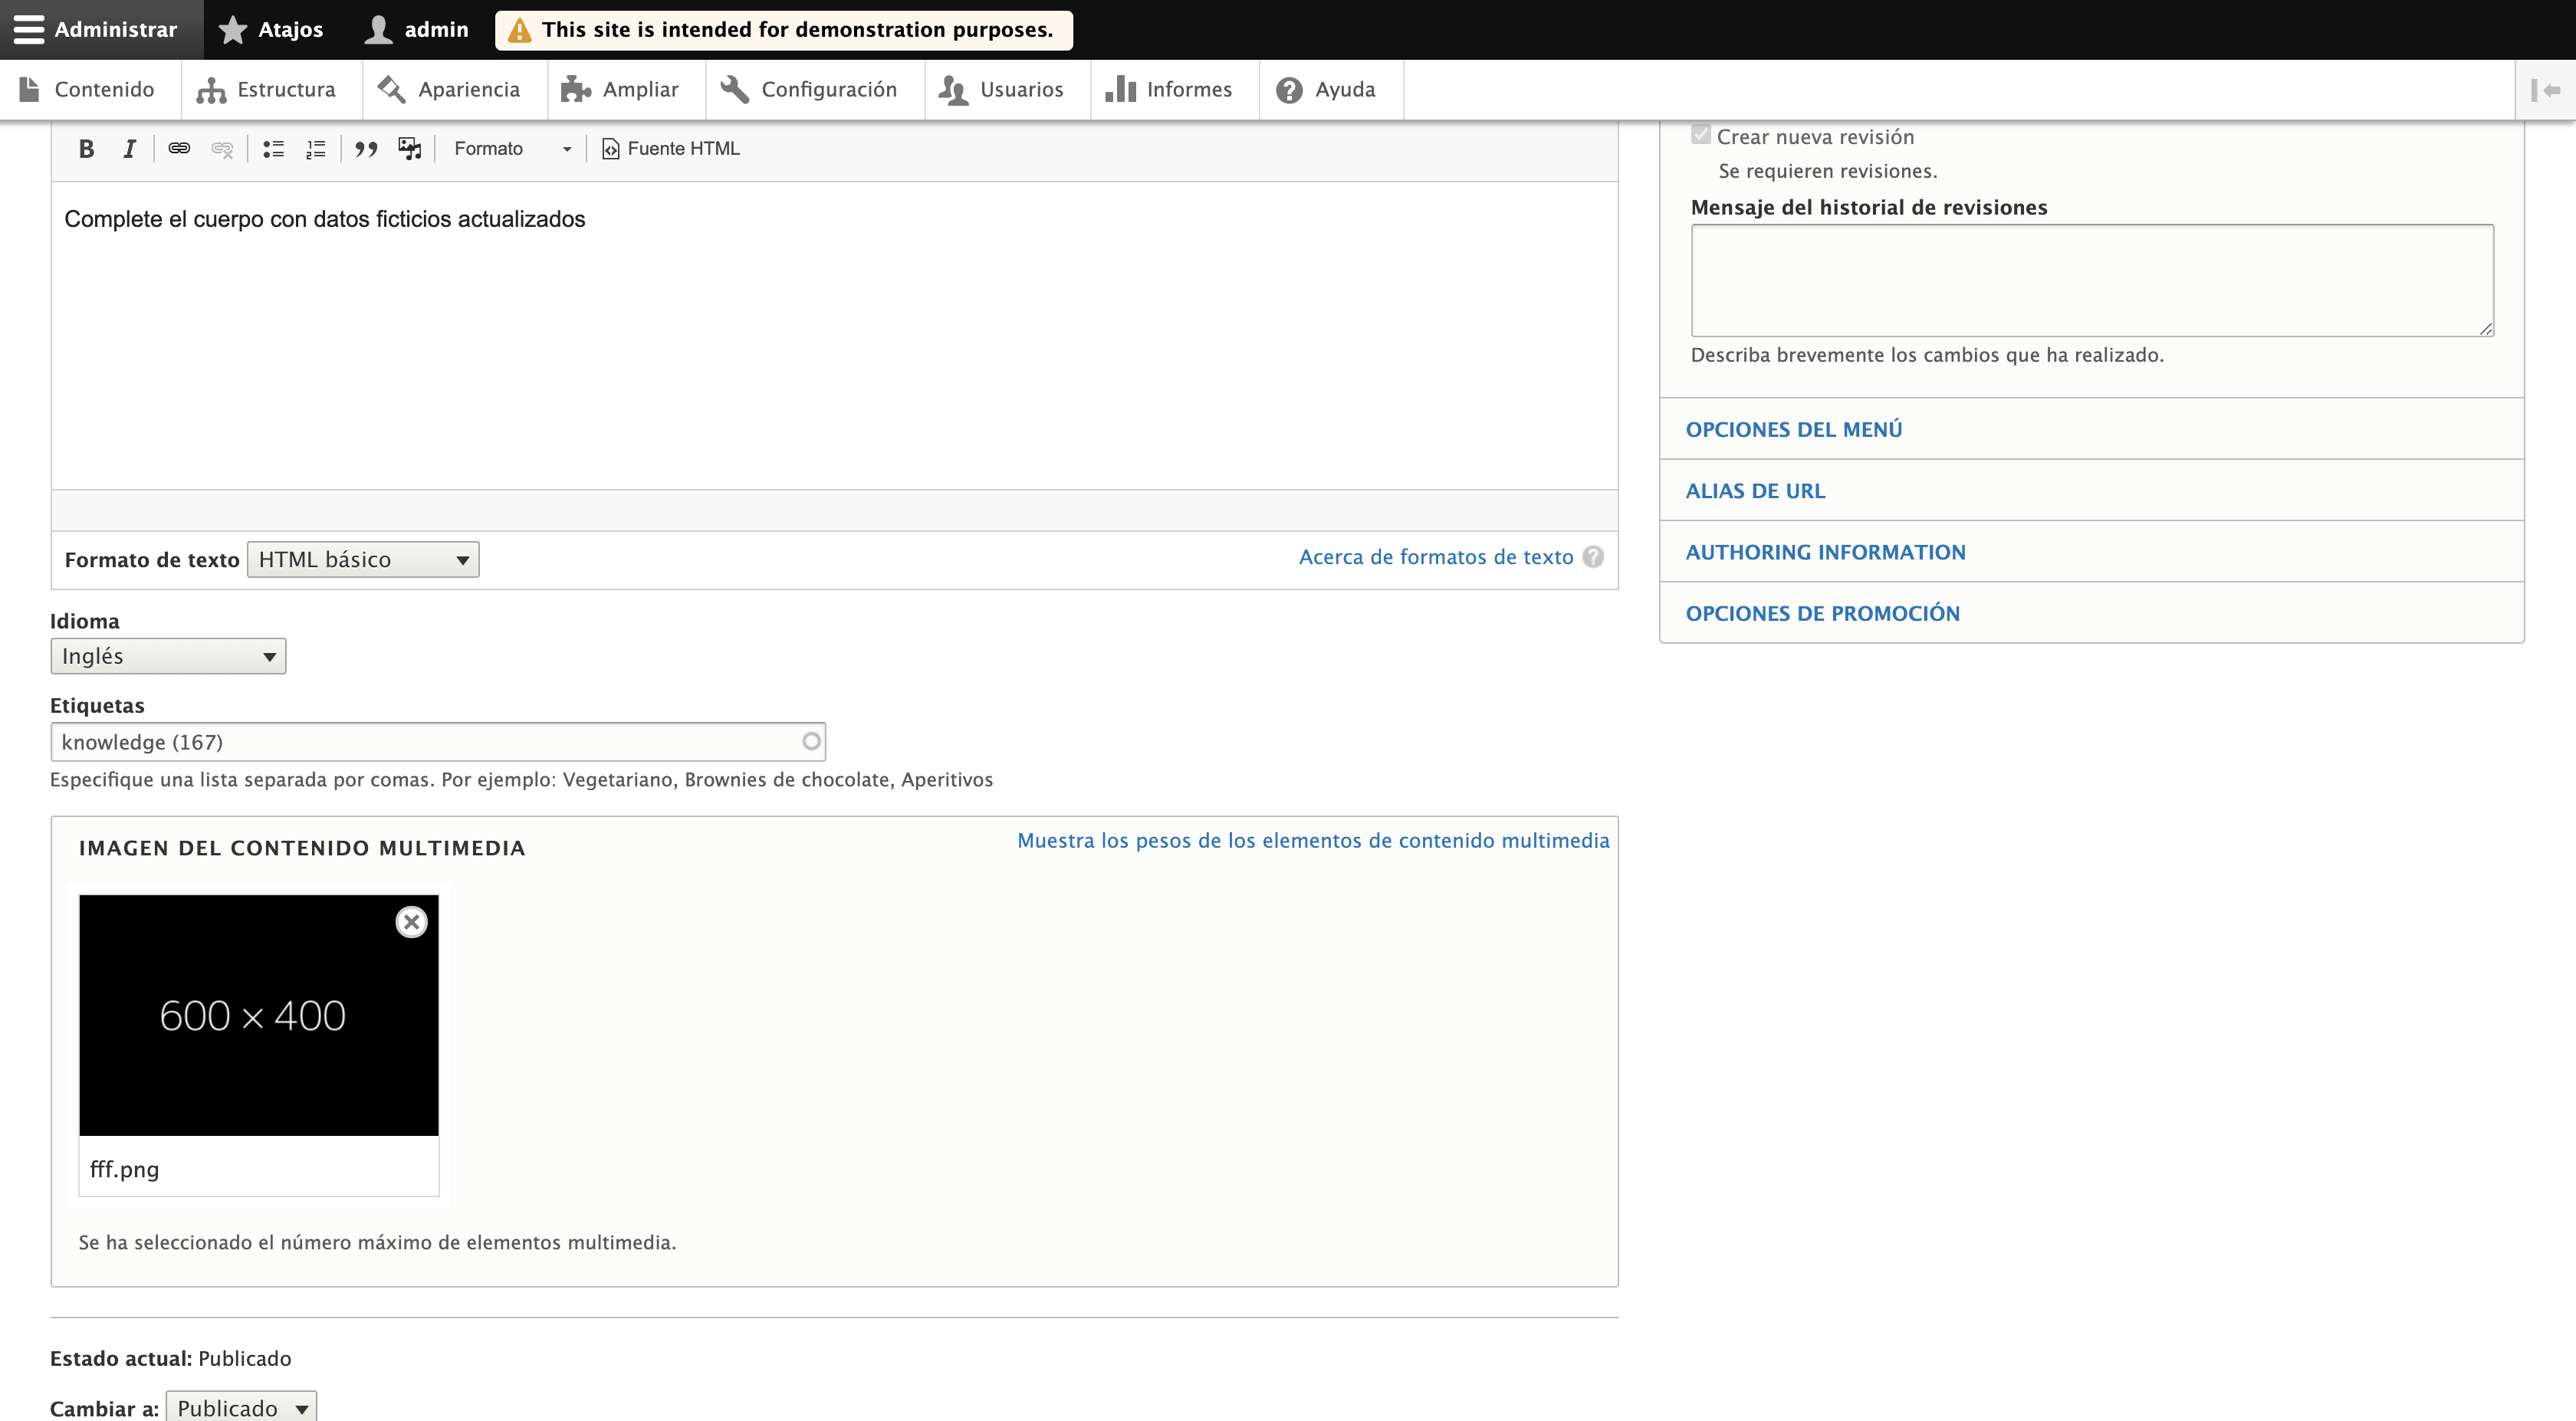 Administrar Atajos admin This site is intended for demonstration purposes.
Contenido Estructura Apariencia Ampliar Configuración Usuarios Informes Ayuda
B I Formato Fuente HTML
Complete el cuerpo con datos ficticios actualizados
Formato de texto HTML básico Acerca de formatos de texto ?
Idioma
Inglés
Etiquetas
knowledge (167)
Especifique una lista separada por comas. Por ejemplo: Vegetariano, Brownies de chocolate, Aperitivos
IMAGEN DEL CONTENIDO MULTIMEDIA Muestra los pesos de los elementos de contenido multimedia
600 × 400
fff.png
Se ha seleccionado el número máximo de elementos multimedia.
Estado actual: Publicado
Cambiar a: Publicado
Crear nueva revisión
Se requieren revisiones.
Mensaje del historial de revisiones
Describa brevemente los cambios que ha realizado.
OPCIONES DEL MENÚ
ALIAS DE URL
AUTHORING INFORMATION
OPCIONES DE PROMOCIÓN